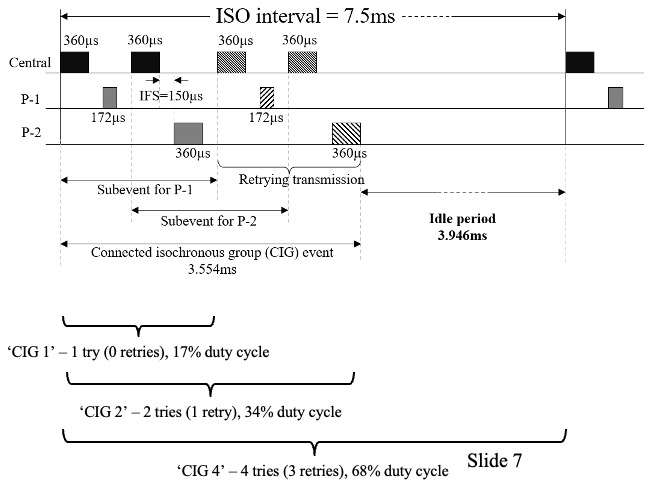 ISO interval = 7.5ms
360µs 360µs 360µs 360µs
Central
IFS=150µs
P-1
172µs 172µs
P-2
360µs 360µs
Retrying transmission
Subevent for P-1
Subevent for P-2
Idle period
3.946ms
Connected isochronous group (CIG) event
3.554ms
‘CIG 1’ – 1 try (0 retries), 17% duty cycle
‘CIG 2’ – 2 tries (1 retry), 34% duty cycle
Slide 7
‘CIG 4’ – 4 tries (3 retries), 68% duty cycle